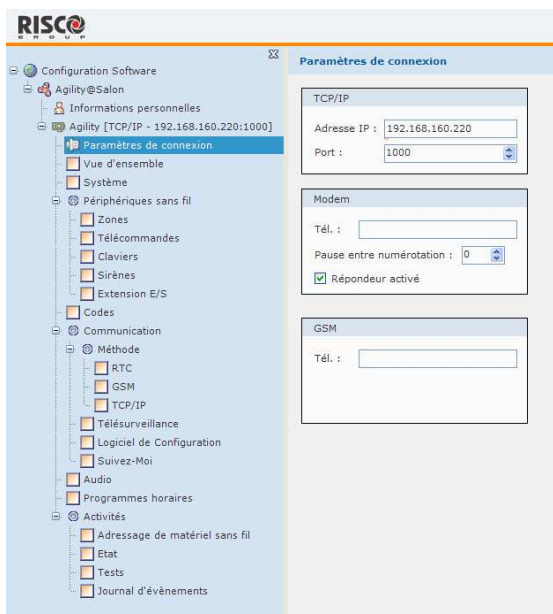 RISCO
GROUP
Configuration Software
Agility@Salon
Informations personnelles
Agility [TCP/IP - 192.168.160.220:1000]
Paramètres de connexion
Vue d'ensemble
Système
Périphériques sans fil
Zones
Télécommandes
Claviers
Sirènes
Extension E/S
Codes
Communication
Méthode
RTC
GSM
TCP/IP
Télésurveillance
Logiciel de Configuration
Suivez-Moi
Audio
Programmes horaires
Activités
Adressage de matériel sans fil
Etat
Tests
Journal d'évènements
Paramètres de connexion
TCP/IP
Adresse IP : 192.168.160.220
Port : 1000
Modem
Tél. :
Pause entre numérotation : 0
Répondeur activé
GSM
Tél. :